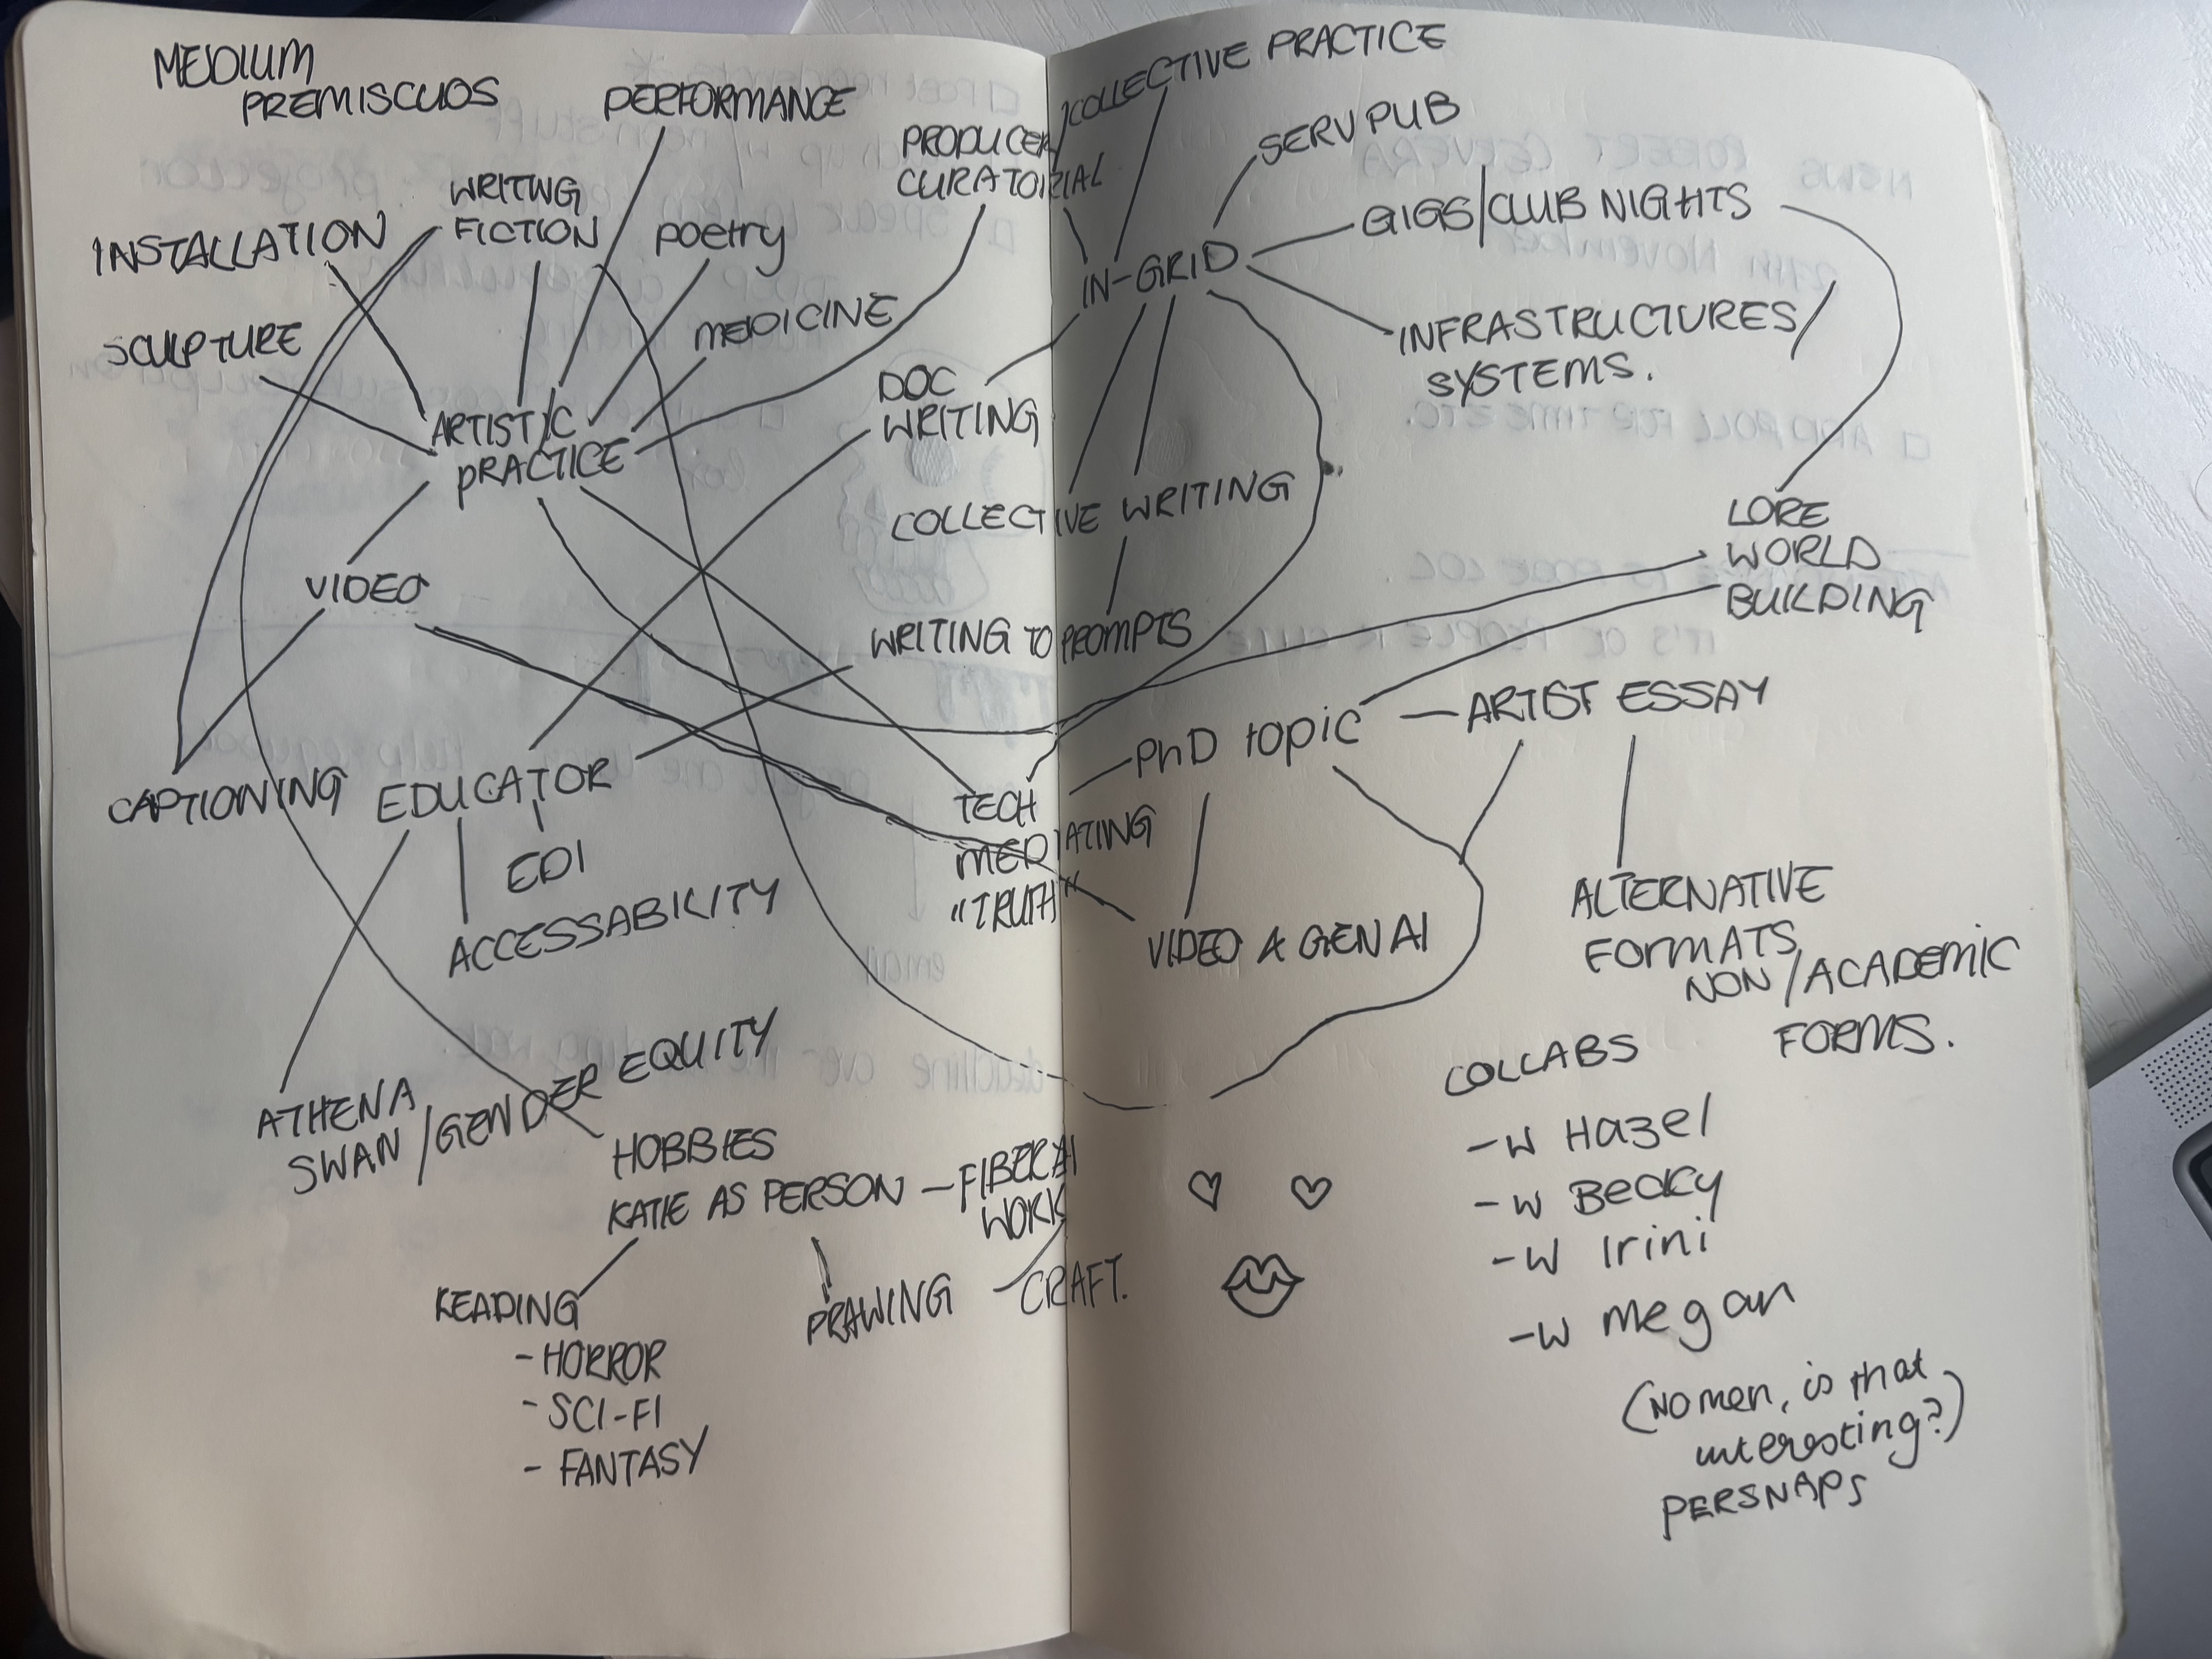 MEDIUM
PREMISCUOS
PERFORMANCE
WRITING
FICTION
POETRY
INSTALLATION
SCULPTURE
MEDICINE
ARTISTIC
PRACTICE
VIDEO
CAPTIONING
EDUCATOR
EDI
ACCESSABILITY
ATHENA
SWAN / GENDER EQUITY
HOBBIES
KATIE AS PERSON – FIBER
WORK
READING
- HORROR
- SCI-FI
- FANTASY
DRAWING – CRAFT.
PRODUCER/COLLECTIVE PRACTICE
CURATORIAL
SERVPUB
GIGS/CLUB NIGHTS
IN-GRID
INFRASTRUCTURES/
SYSTEMS.
DOC
WRITING
COLLECTIVE WRITING
WRITING TO PROMPTS
LORE
WORLD
BUILDING
PhD topic – ARTIST ESSAY
TECH
MEDIATING
"TRUTH"
VIDEO & GEN AI
ALTERNATIVE
FORMATS
NON/ACADEMIC
FORMS.
COLLABS
-W Hazel
-W Becky
-W Irini
-W Megan
(No men, is that
interesting?)
PERSNAPS